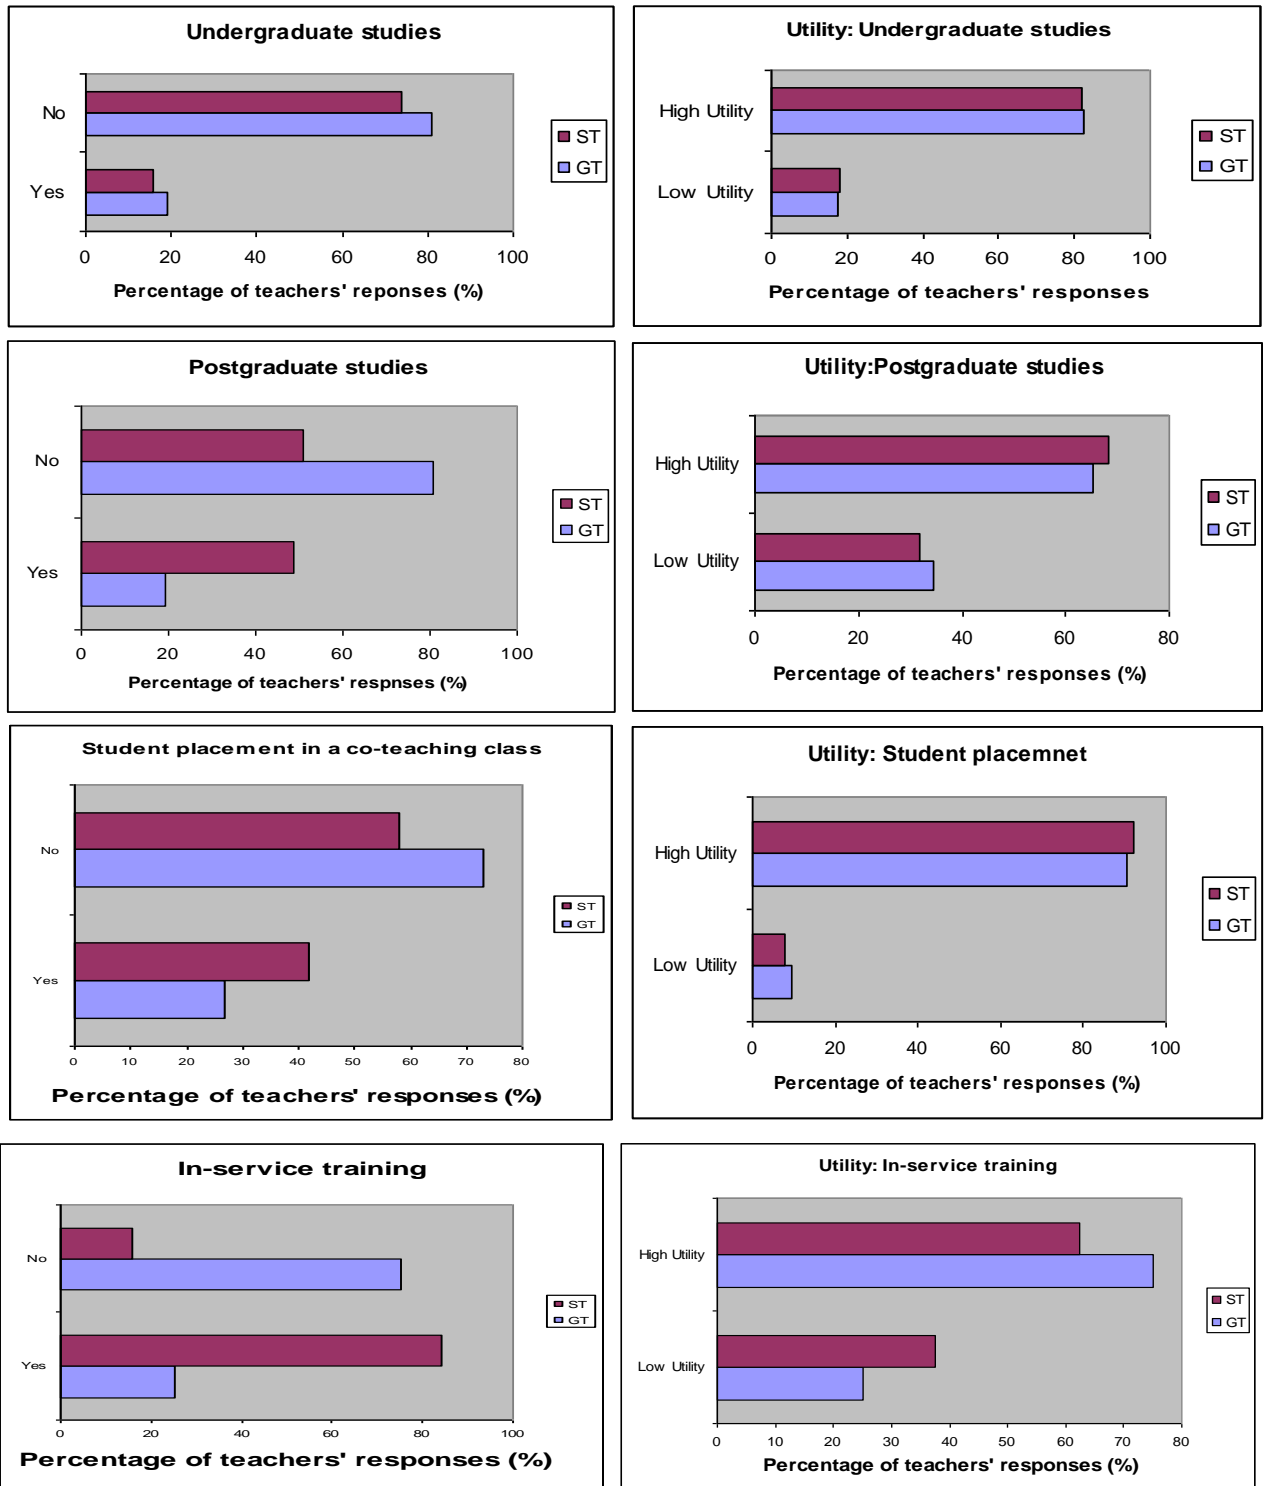 Undergraduate studies
No
Yes
0 20 40 60 80 100
Percentage of teachers' reponses (%)
ST
GT
Utility: Undergraduate studies
High Utility
Low Utility
0 20 40 60 80 100
Percentage of teachers' responses
ST
GT
Postgraduate studies
No
Yes
0 20 40 60 80 100
Percentage of teachers' respnses (%)
ST
GT
Utility:Postgraduate studies
High Utility
Low Utility
0 20 40 60 80
Percentage of teachers' responses (%)
ST
GT
Student placement in a co-teaching class
No
Yes
0 10 20 30 40 50 60 70 80
Percentage of teachers' responses (%)
ST
GT
Utility: Student placemnet
High Utility
Low Utility
0 20 40 60 80 100
Percentage of teachers' responses (%)
ST
GT
In-service training
No
Yes
0 20 40 60 80 100
Percentage of teachers' responses (%)
ST
GT
Utility: In-service training
High Utility
Low Utility
0 10 20 30 40 50 60 70 80
Percentage of teachers' responses (%)
ST
GT